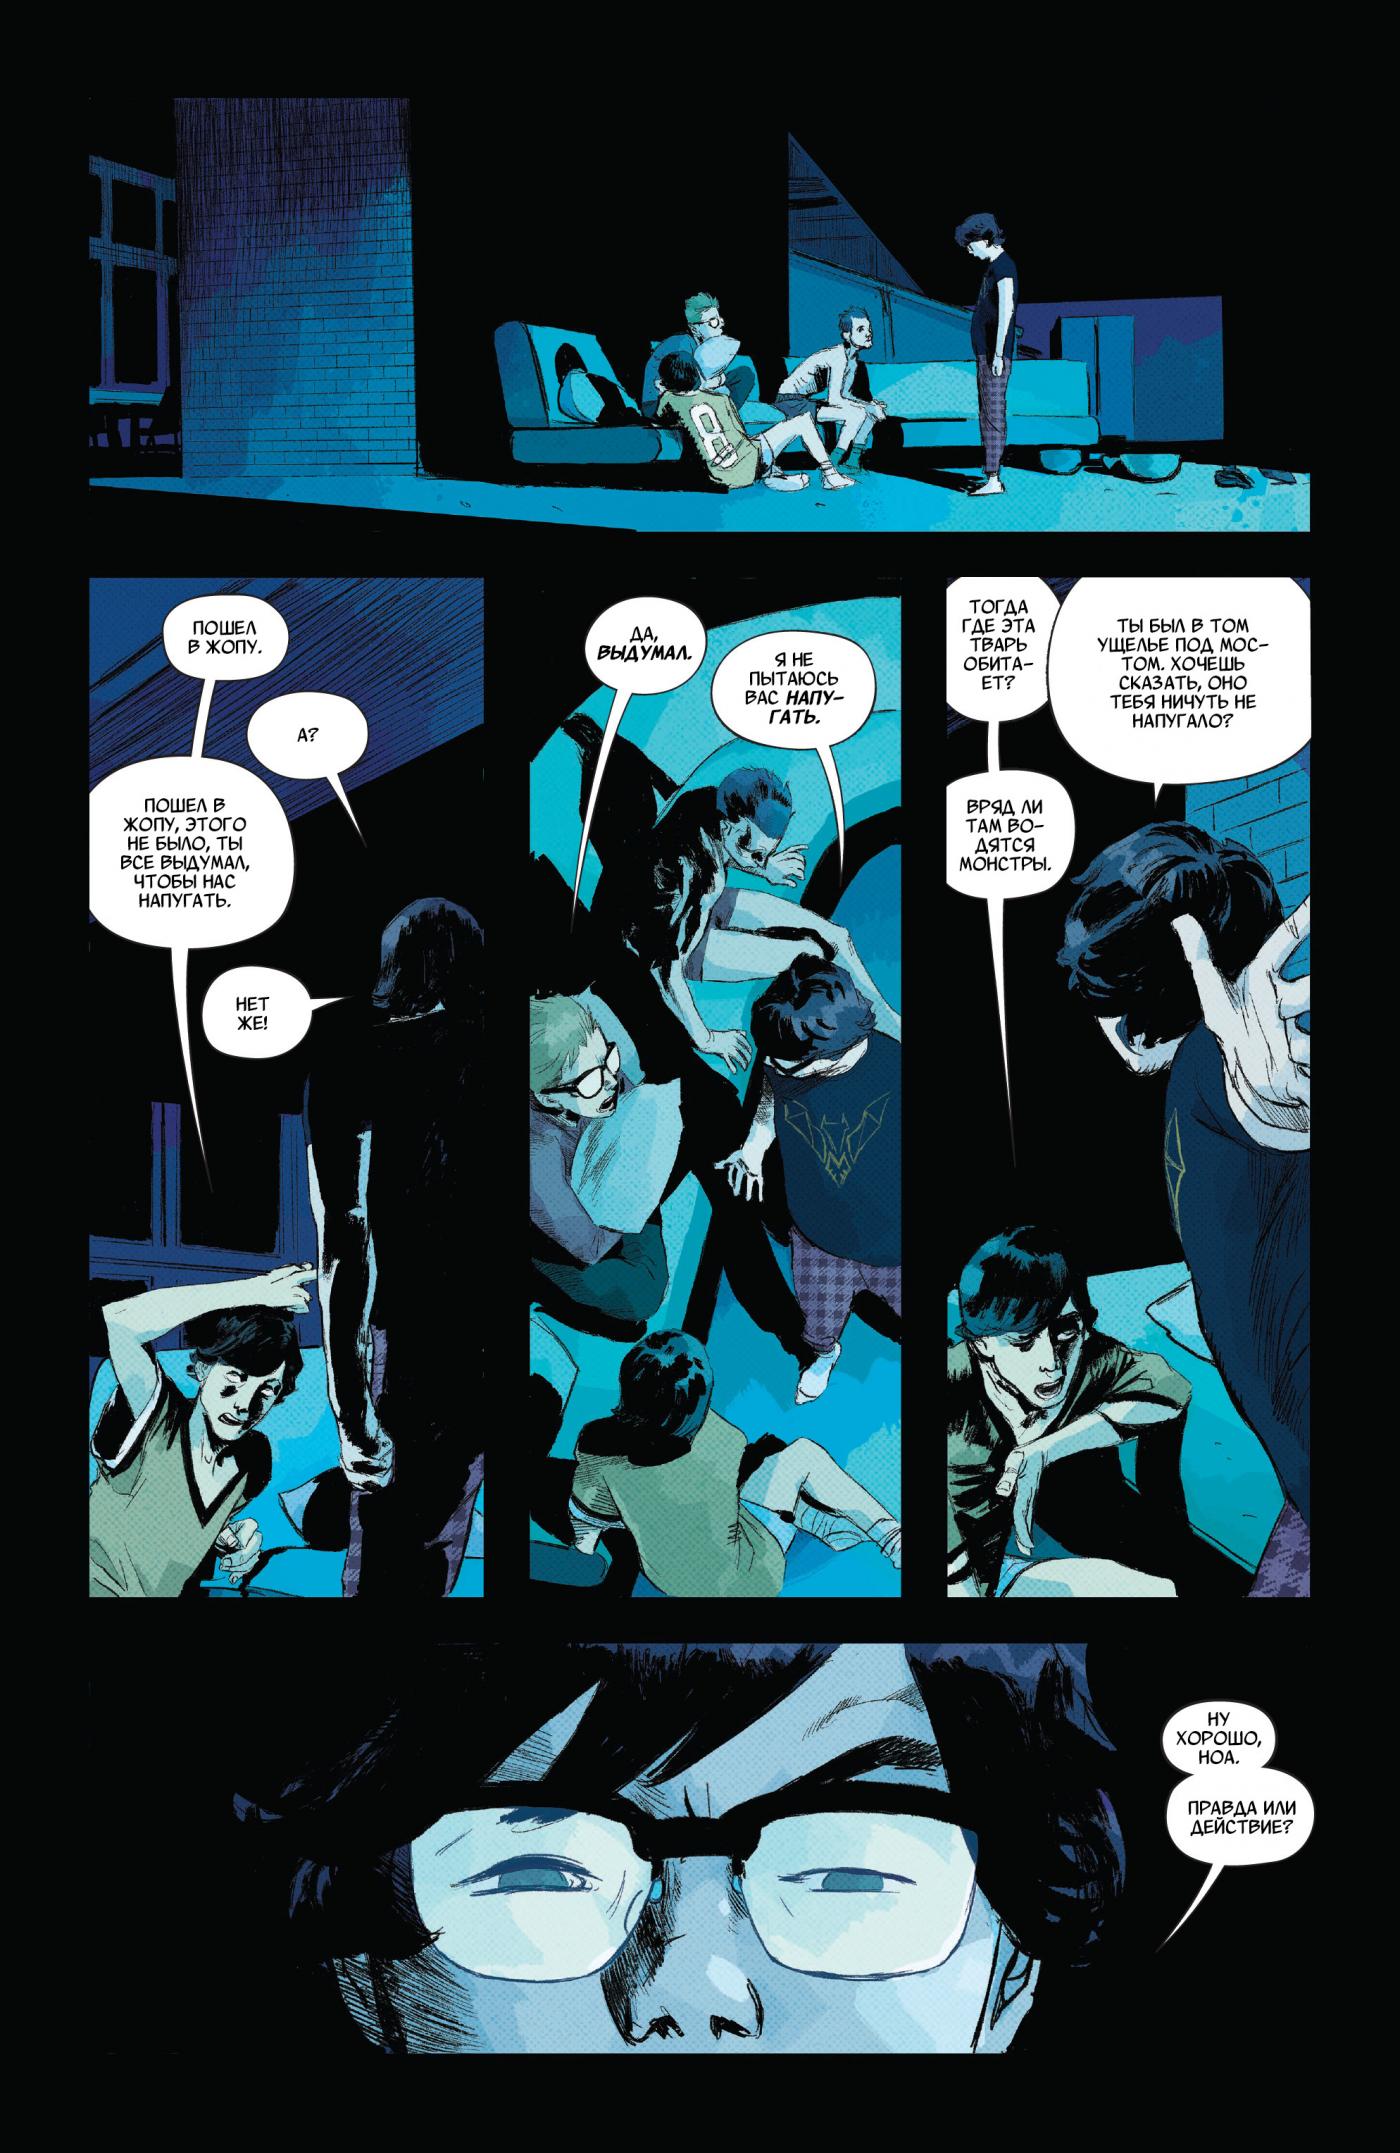 ПОШЕЛ
В ЖОПУ.
А?
ПОШЕЛ В
ЖОПУ, ЭТОГО
НЕ БЫЛО, ТЫ
ВСЕ ВЫДУМАЛ,
ЧТОБЫ НАС
НАПУГАТЬ.
НЕТ
ЖЕ!
ДА,
ВЫДУМАЛ.
Я НЕ
ПЫТАЮСЬ
ВАС НАПУ-
ГАТЬ.
ТОГДА
ГДЕ ЭТА
ТВАРЬ
ОБИТА-
ЕТ?
ТЫ БЫЛ В ТОМ
УЩЕЛЬЕ ПОД МОС-
ТОМ. ХОЧЕШЬ
СКАЗАТЬ, ОНО
ТЕБЯ НИЧУТЬ НЕ
НАПУГАЛО?
ВРЯД ЛИ
ТАМ ВО-
ДЯТСЯ
МОНСТРЫ.
НУ
ХОРОШО,
НОА.
ПРАВДА ИЛИ
ДЕЙСТВИЕ?
8